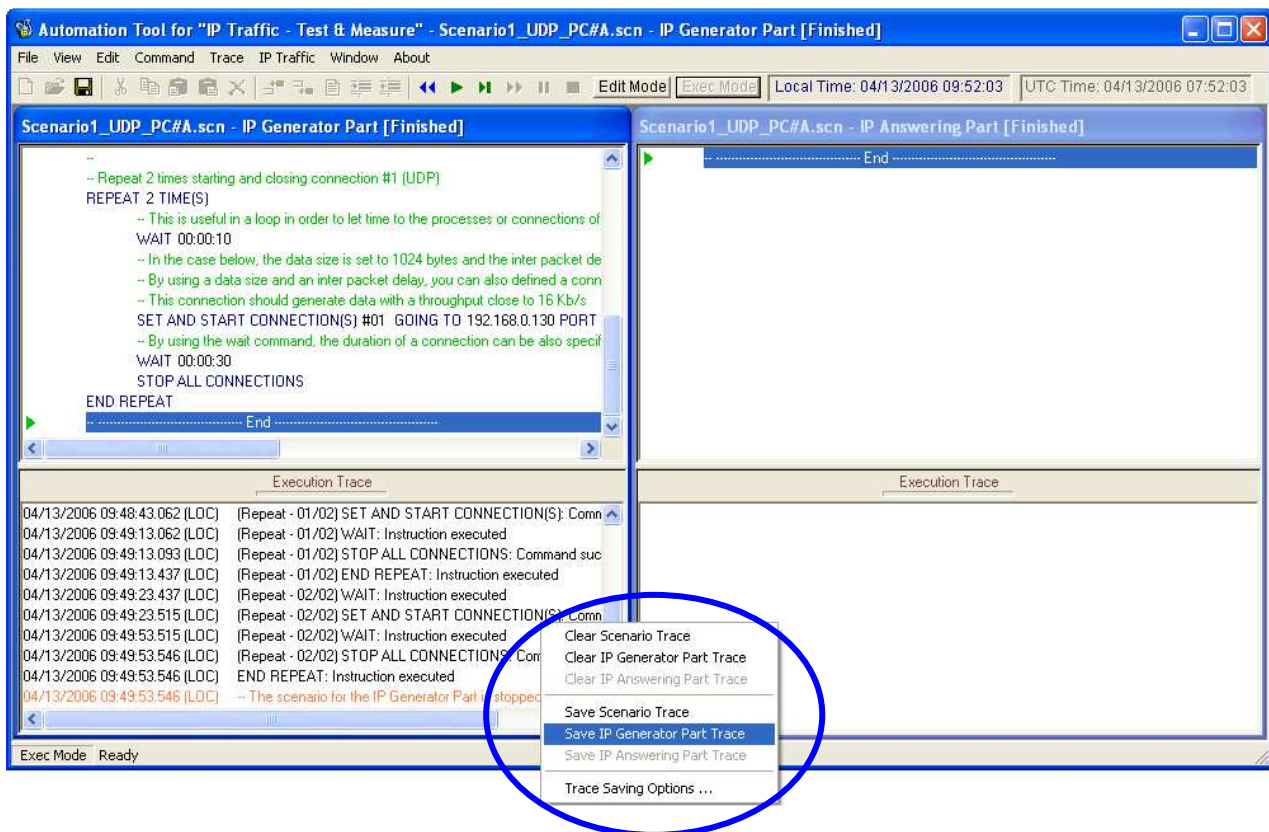 Automation Tool for "IP Traffic - Test & Measure" - Scenario1_UDP_PC#A.scn - IP Generator Part [Finished]
File View Edit Command Trace IP Traffic Window About
Edit Mode Exec Mode Local Time: 04/13/2006 09:52:03 UTC Time: 04/13/2006 07:52:03
Scenario1_UDP_PC#A.scn - IP Generator Part [Finished]
--
-- Repeat 2 times starting and closing connection #1 (UDP)
REPEAT 2 TIME(S)
-- This is useful in a loop in order to let time to the processes or connections of
WAIT 00:00:10
-- In the case below, the data size is set to 1024 bytes and the inter packet de
-- By using a data size and an inter packet delay, you can also defined a conn
-- This connection should generate data with a throughput close to 16 Kb/s
SET AND START CONNECTION(S) #01 GOING TO 192.168.0.130 PORT
-- By using the wait command, the duration of a connection can be also specif
WAIT 00:00:30
STOP ALL CONNECTIONS
END REPEAT
-- ------------------------------------ End ------------------------------------------
Execution Trace
04/13/2006 09:48:43.062 (LOC) (Repeat - 01/02) SET AND START CONNECTION(S): Comn
04/13/2006 09:49:13.062 (LOC) (Repeat - 01/02) WAIT: Instruction executed
04/13/2006 09:49:13.093 (LOC) (Repeat - 01/02) STOP ALL CONNECTIONS: Command suc
04/13/2006 09:49:13.437 (LOC) (Repeat - 01/02) END REPEAT: Instruction executed
04/13/2006 09:49:23.437 (LOC) (Repeat - 02/02) WAIT: Instruction executed
04/13/2006 09:49:23.515 (LOC) (Repeat - 02/02) SET AND START CONNECTION(S): Comn
04/13/2006 09:49:53.515 (LOC) (Repeat - 02/02) WAIT: Instruction executed
04/13/2006 09:49:53.546 (LOC) (Repeat - 02/02) STOP ALL CONNECTIONS: Com
04/13/2006 09:49:53.546 (LOC) END REPEAT: Instruction executed
04/13/2006 09:49:53.546 (LOC) -- The scenario for the IP Generator Part is stopped
Scenario1_UDP_PC#A.scn - IP Answering Part [Finished]
-- ------------------------------------ End ------------------------------------------
Execution Trace
Clear Scenario Trace
Clear IP Generator Part Trace
Clear IP Answering Part Trace
Save Scenario Trace
Save IP Generator Part Trace
Save IP Answering Part Trace
Trace Saving Options ...
Exec Mode Ready